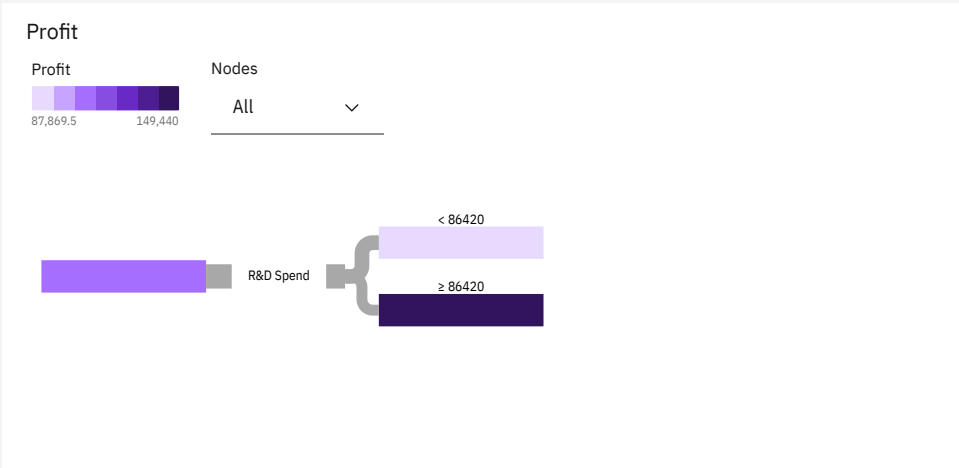 Profit
Profit
Nodes
All
87,869.5
149,440
< 86420
R&D Spend
≥ 86420